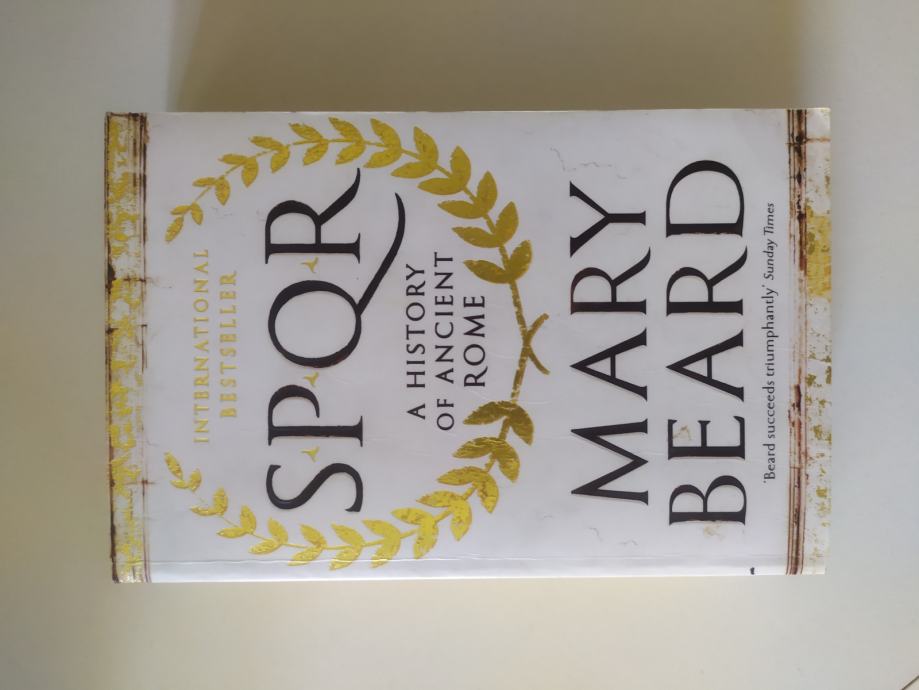 INTERNATIONAL
BESTSELLER
SPQR
A HISTORY
OF ANCIENT
ROME
MARY
BEARD
'Beard succeeds triumphantly' Sunday Times